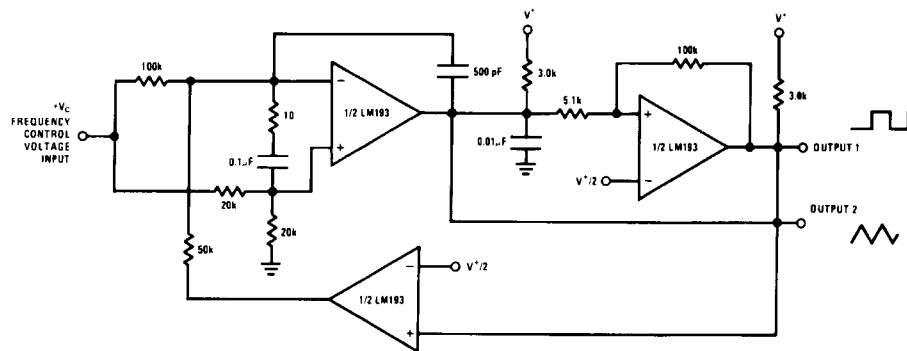 V⁺
V⁺
100k
500 pF
3.0k
100k
3.0k
+V_C
FREQUENCY
CONTROL
VOLTAGE
INPUT
10
0.1µF
1/2 LM193
5.1k
0.01µF
1/2 LM193
OUTPUT 1
V⁺/2
20k
20k
OUTPUT 2
50k
1/2 LM193
V⁺/2